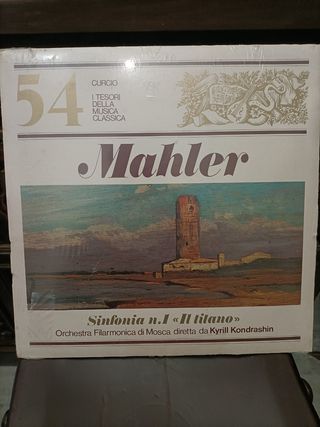 54
CURCIO
I TESORI
DELLA
MUSICA
CLASSICA
Mahler
Sinfonia n.1 «Il titano»
Orchestra Filarmonica di Mosca diretta da Kyrill Kondrashin